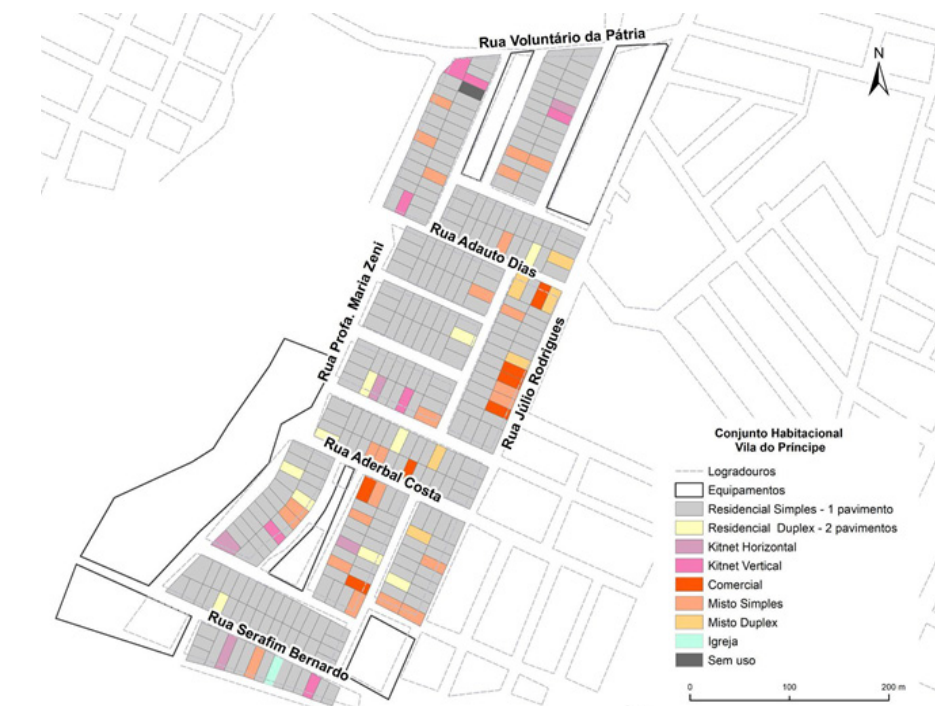 Rua Voluntário da Pátria
N
Rua Adauto Dias
Rua Profa. Maria Zeni
Rua Júlio Rodrigues
Rua Aderbal Costa
Rua Serafim Bernardo
Conjunto Habitacional
Vila do Príncipe
Logradouros
Equipamentos
Residencial Simples - 1 pavimento
Residencial Duplex - 2 pavimentos
Kitnet Horizontal
Kitnet Vertical
Comercial
Misto Simples
Misto Duplex
Igreja
Sem uso
0 100 200 m